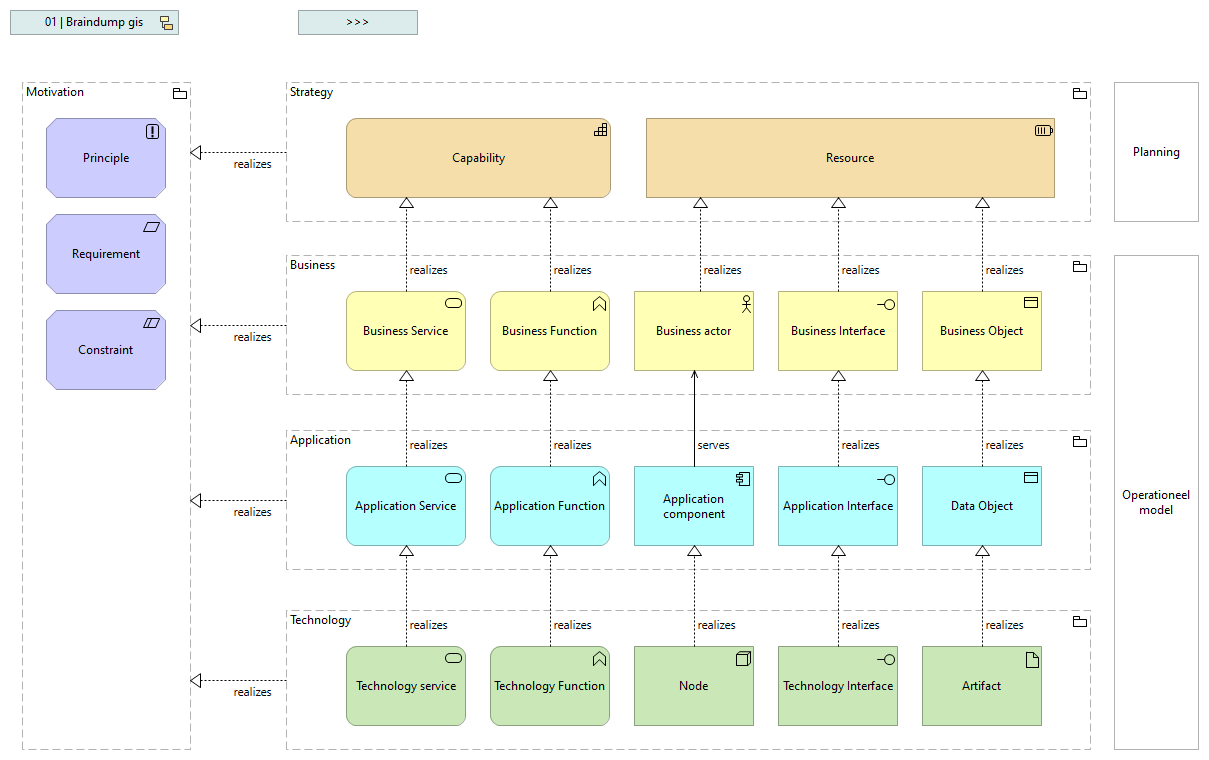 01 | Braindump gis
>>>
Motivation
Principle
Requirement
Constraint
realizes
realizes
realizes
realizes
Strategy
Capability
Resource
realizes
realizes
realizes
realizes
realizes
Business
Business Service
Business Function
Business actor
Business Interface
Business Object
realizes
realizes
serves
realizes
realizes
Application
Application Service
Application Function
Application
component
Application Interface
Data Object
realizes
realizes
realizes
realizes
realizes
Technology
Technology service
Technology Function
Node
Technology Interface
Artifact
Planning
Operationeel
model